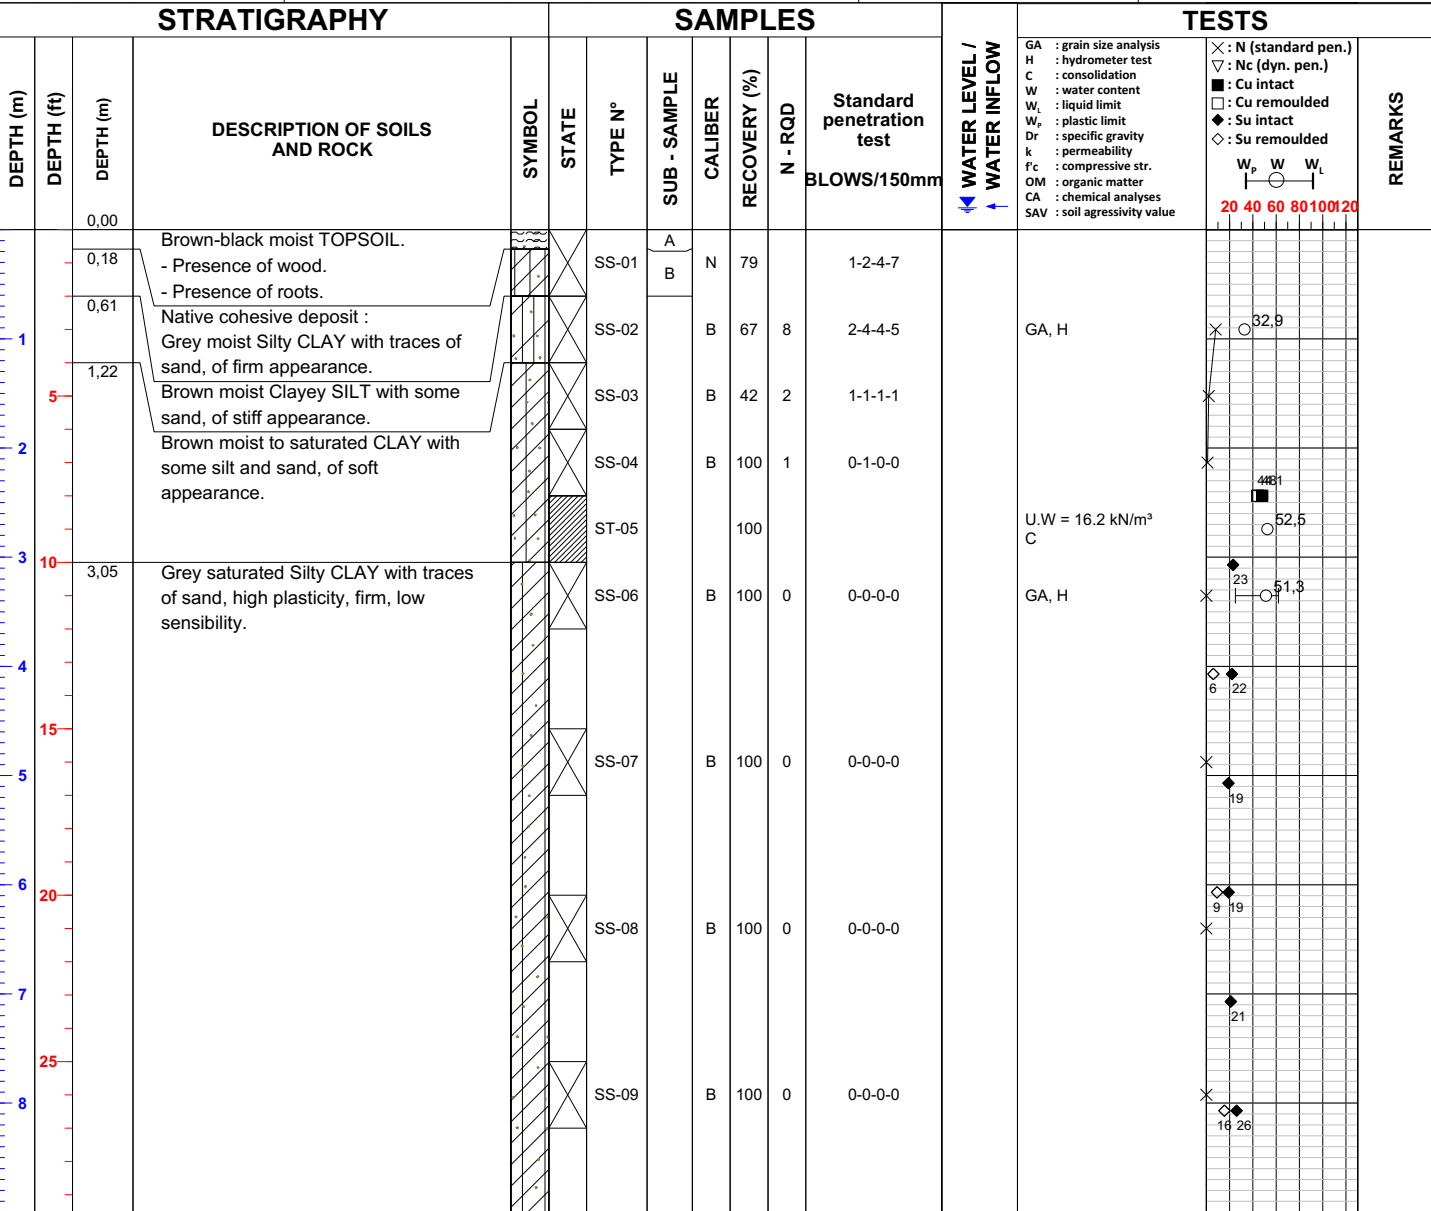 STRATIGRAPHY
SAMPLES
TESTS
DEPTH (m)
DEPTH (ft)
DEPTH (m)
DESCRIPTION OF SOILS
AND ROCK
SYMBOL
STATE
TYPE N°
SUB - SAMPLE
CALIBER
RECOVERY (%)
N - RQD
Standard
penetration
test
BLOWS/150mm
WATER LEVEL /
WATER INFLOW
GA : grain size analysis
H : hydrometer test
C : consolidation
W : water content
WL : liquid limit
WP : plastic limit
Dr : specific gravity
k : permeability
f'c : compressive str.
OM : organic matter
CA : chemical analyses
SAV : soil agressivity value
: N (standard pen.)
: Nc (dyn. pen.)
: Cu intact
: Cu remoulded
: Su intact
: Su remoulded
WP W WL
20 40 60 80 100 120
REMARKS
0,00
Brown-black moist TOPSOIL.
- Presence of wood.
- Presence of roots.
0,18
SS-01 A B N 79 1-2-4-7
0,61
Native cohesive deposit :
Grey moist Silty CLAY with traces of
sand, of firm appearance.
1
SS-02 B 67 8 2-4-4-5 GA, H 32,9
1,22
Brown moist Clayey SILT with some
sand, of stiff appearance.
5
SS-03 B 42 2 1-1-1-1
Brown moist to saturated CLAY with
some silt and sand, of soft
appearance.
2
SS-04 B 100 1 0-1-0-0
ST-05 100 U.W = 16.2 kN/m³
C
52,5
3
10
3,05
Grey saturated Silty CLAY with traces
of sand, high plasticity, firm, low
sensibility.
23
SS-06 B 100 0 0-0-0-0 GA, H 51,3
4
6 22
15
SS-07 B 100 0 0-0-0-0
5
19
6
20
9 19
SS-08 B 100 0 0-0-0-0
7
21
25
SS-09 B 100 0 0-0-0-0
8
16 26